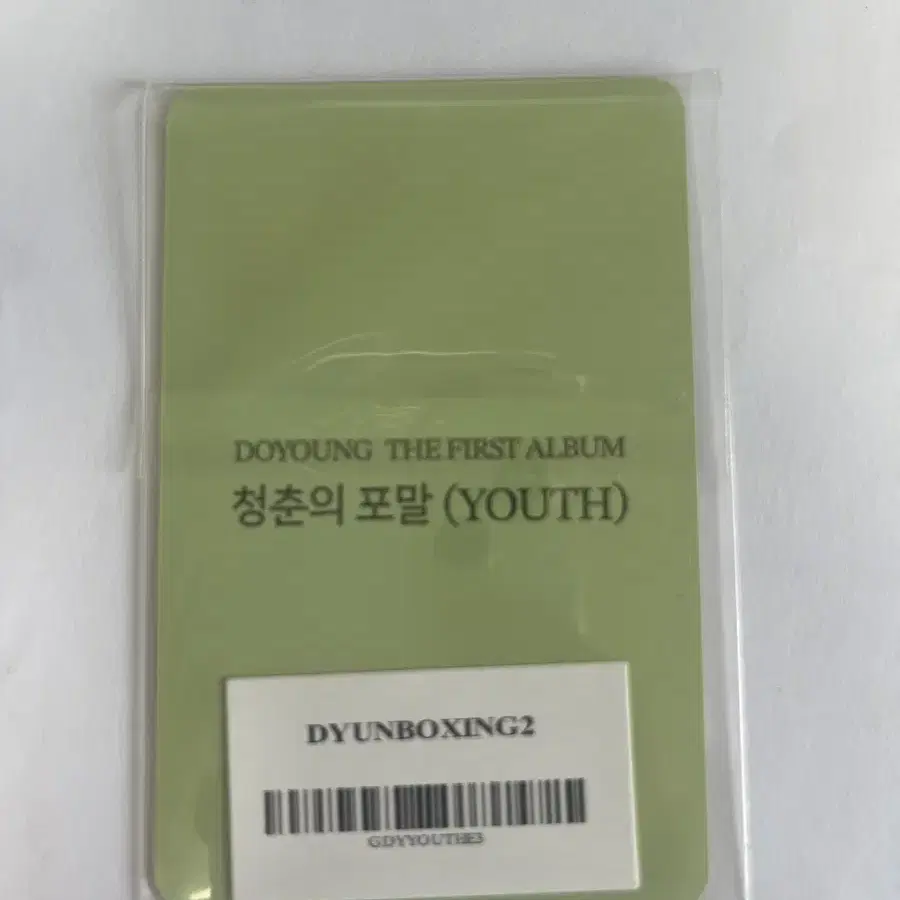 DOYOUNG THE FIRST ALBUM
청춘의 포말 (YOUTH)
DYUNBOXING2
GDYYOUTHE3